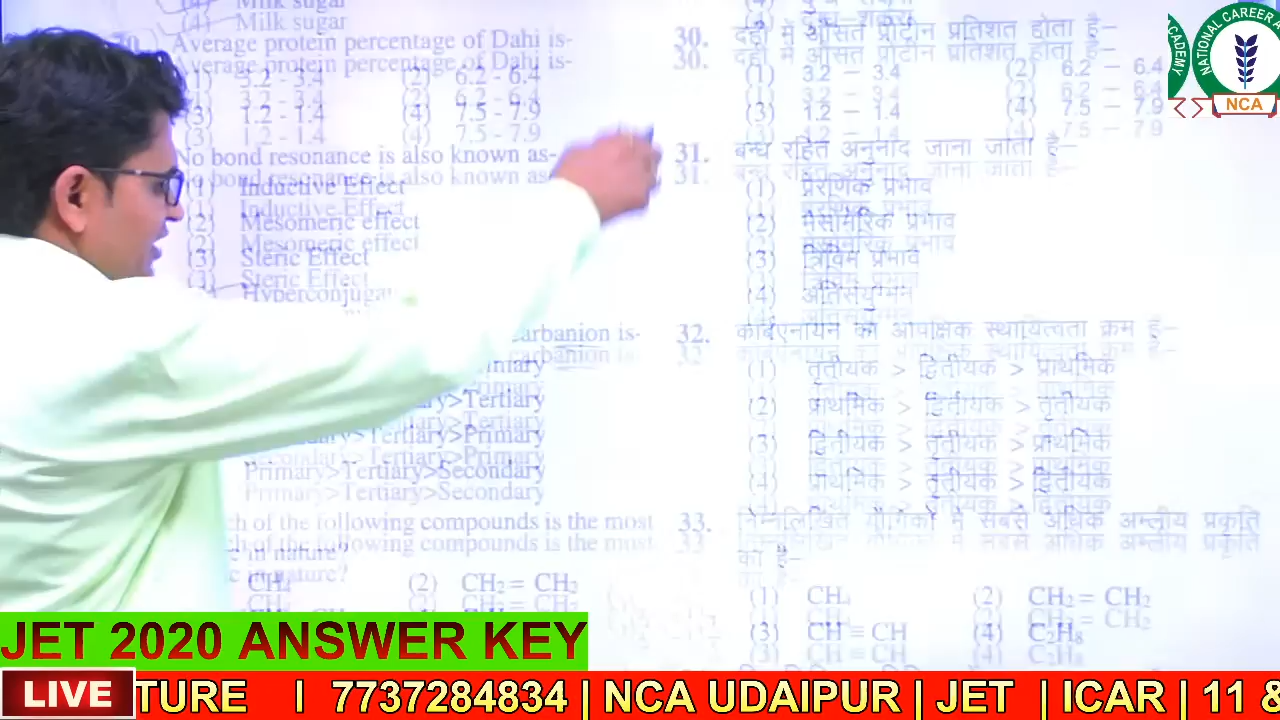 Milk sugar
(4) Milk sugar
Average protein percentage of Dahi is-
(1) 3.2 - 3.4 (2) 6.2 - 6.4
(3) 1.2 - 1.4 (4) 7.5 - 7.9
No bond resonance is also known as-
(1) Inductive Effect
(2) Mesomeric effect
(3) Steric Effect
Hyperconjuga
carbanion is-
>Tertiary
>Tertiary>Primary
Primary>Tertiary>Secondary
ch of the following compounds is the most
in nature?
CH₄ (2) CH₂ = CH₂
30. दही में औसत प्रोटीन प्रतिशत होता है–
(1) 3.2 – 3.4 (2) 6.2 – 6.4
(3) 1.2 – 1.4 (4) 7.5 – 7.9
31. बन्ध रहित अनुनाद जाना जाता है–
(1) प्रेरणिक प्रभाव
(2) मेसोमेरिक प्रभाव
(3) त्रिविम प्रभाव
(4) अतिसंयुग्मन
32. कार्बएनायन का आपेक्षिक स्थायित्वता क्रम है–
(1) तृतीयक > द्वितीयक > प्राथमिक
(2) प्राथमिक > द्वितीयक > तृतीयक
(3) द्वितीयक > तृतीयक > प्राथमिक
(4) प्राथमिक > तृतीयक > द्वितीयक
33. निम्नलिखित यौगिकों में सबसे अधिक अम्लीय प्रकृति
का है–
(1) CH₄ (2) CH₂ = CH₂
(3) CH ≡ CH (4) C₂H₆
NATIONAL CAREER A
ACADEMY
NCA
JET 2020 ANSWER KEY
LIVE
TURE | 7737284834 | NCA UDAIPUR | JET | ICAR | 11 &